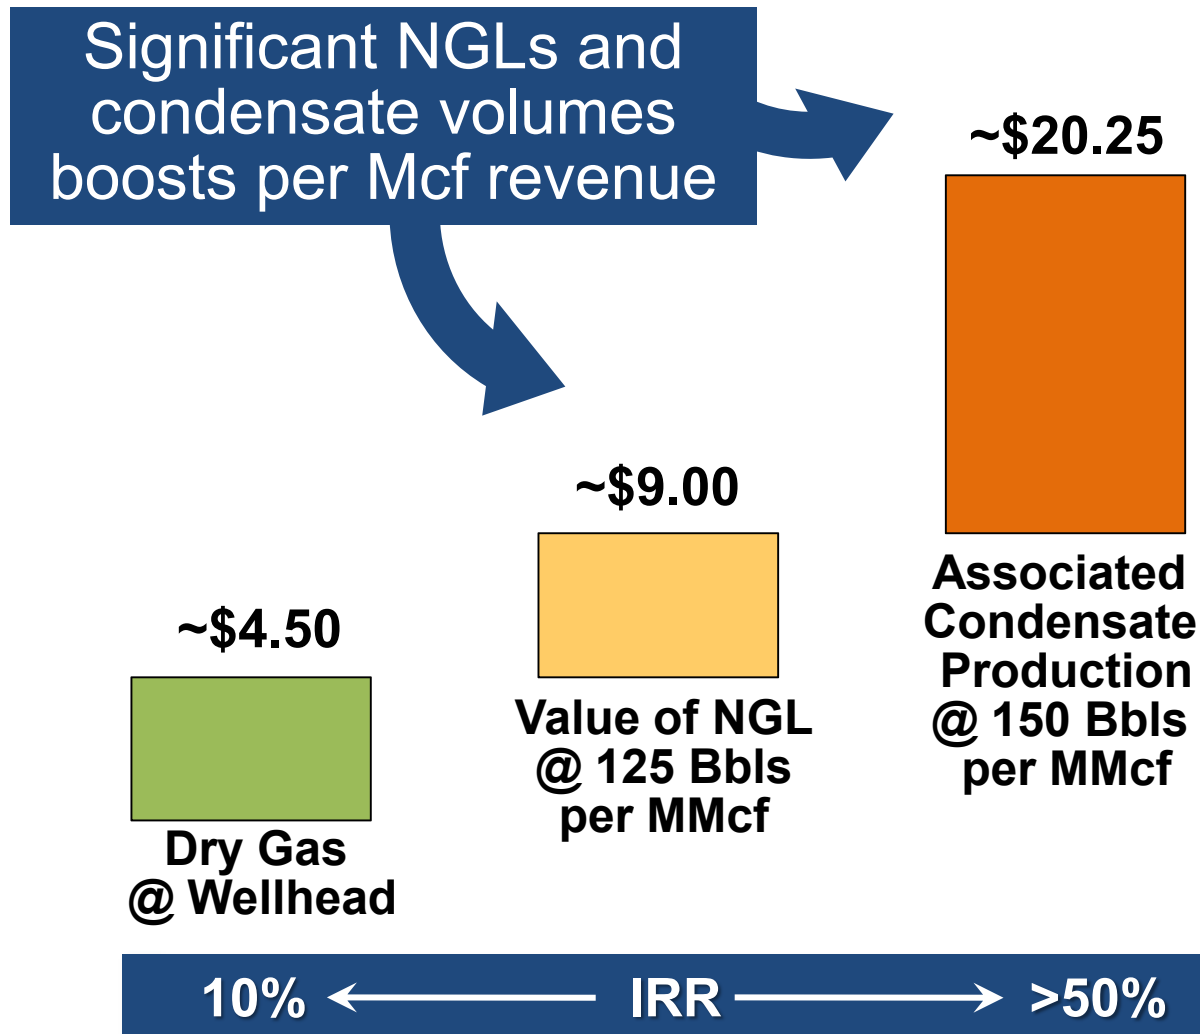 Significant NGLs and
condensate volumes
boosts per Mcf revenue
~$20.25
~$9.00
~$4.50
Associated
Condensate
Production
@ 150 Bbls
per MMcf
Value of NGL
@ 125 Bbls
per MMcf
Dry Gas
@ Wellhead
10% IRR >50%